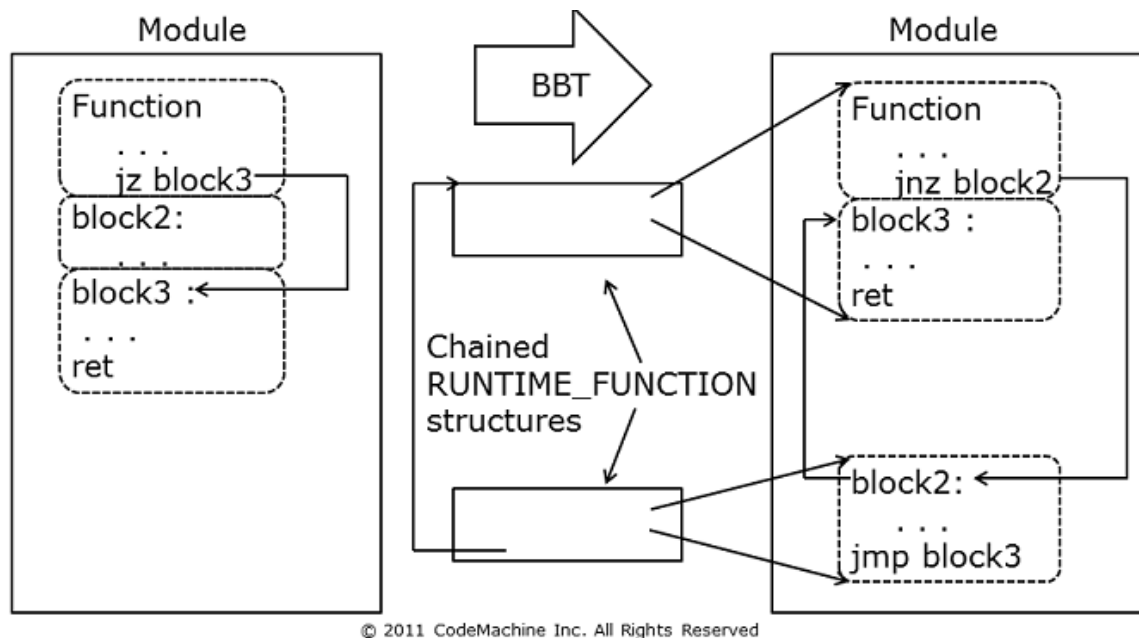 Module
Function
. . .
jz block3
block2:
. . .
block3 :
. . .
ret
BBT
Chained
RUNTIME_FUNCTION
structures
Module
Function
. . .
jnz block2
block3 :
. . .
ret
block2:
. . .
jmp block3
© 2011 CodeMachine Inc. All Rights Reserved